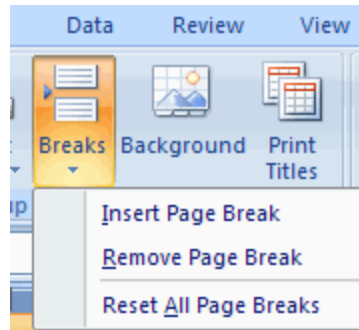 Data Review View
Breaks Background Print
Titles
Insert Page Break
Remove Page Break
Reset All Page Breaks